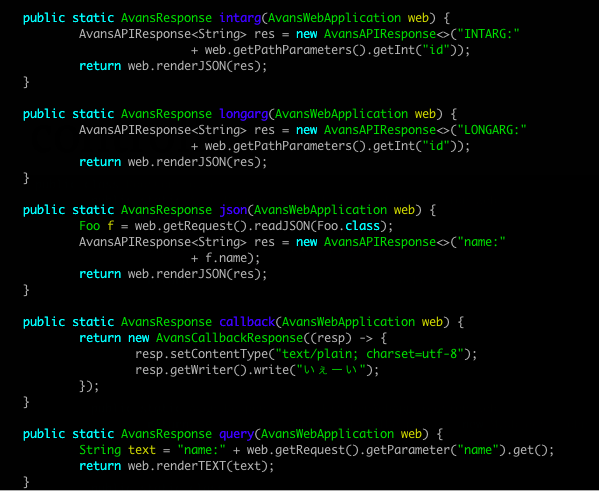 public static AvansResponse intarg(AvansWebApplication web) {
AvansAPIResponse<String> res = new AvansAPIResponse<>("INTARG:"
+ web.getPathParameters().getInt("id"));
return web.renderJSON(res);
}
public static AvansResponse longarg(AvansWebApplication web) {
AvansAPIResponse<String> res = new AvansAPIResponse<>("LONGARG:"
+ web.getPathParameters().getInt("id"));
return web.renderJSON(res);
}
public static AvansResponse json(AvansWebApplication web) {
Foo f = web.getRequest().readJSON(Foo.class);
AvansAPIResponse<String> res = new AvansAPIResponse<>("name:"
+ f.name);
return web.renderJSON(res);
}
public static AvansResponse callback(AvansWebApplication web) {
return new AvansCallbackResponse((resp) -> {
resp.setContentType("text/plain; charset=utf-8");
resp.getWriter().write("いぇーい");
});
}
public static AvansResponse query(AvansWebApplication web) {
String text = "name:" + web.getRequest().getParameter("name").get();
return web.renderTEXT(text);
}